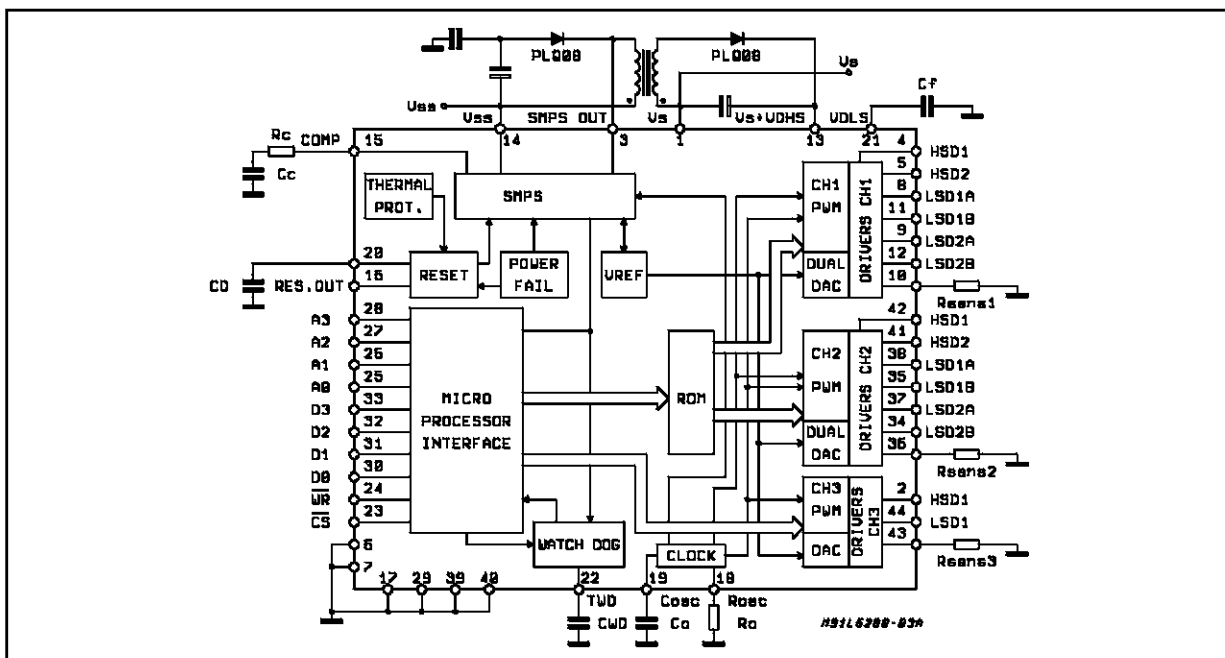 PLQ08 PLQ08 Vs
Cf
Vss Vss SMPS OUT Vs Vs+VDHS VDLS
14 3 1 13 21
Rc COMP 15
Cc
THERMAL PROT.
SMPS
20
CD RES.OUT 16
RESET
POWER FAIL
VREF
CH1 PWM
DUAL DAC
DRIVERS CH1
4 HSD1
5 HSD2
8 LSD1A
11 LSD1B
9 LSD2A
12 LSD2B
10 Rsens1
A3 28
A2 27
A1 26
A0 25
D3 33
D2 32
D1 31
D0 30
WR 24
CS 23
6
7
MICRO PROCESSOR INTERFACE
ROM
CH2 PWM
DUAL DAC
DRIVERS CH2
42 HSD1
41 HSD2
38 LSD1A
35 LSD1B
37 LSD2A
34 LSD2B
36 Rsens2
CH3 PWM
DAC
DRIVERS CH3
2 HSD1
44 LSD1
43 Rsens3
WATCH DOG
CLOCK
17 29 39 40 22 19 18
TWD Cosc Rosc
CWD Co Ro
M91L6280-03A